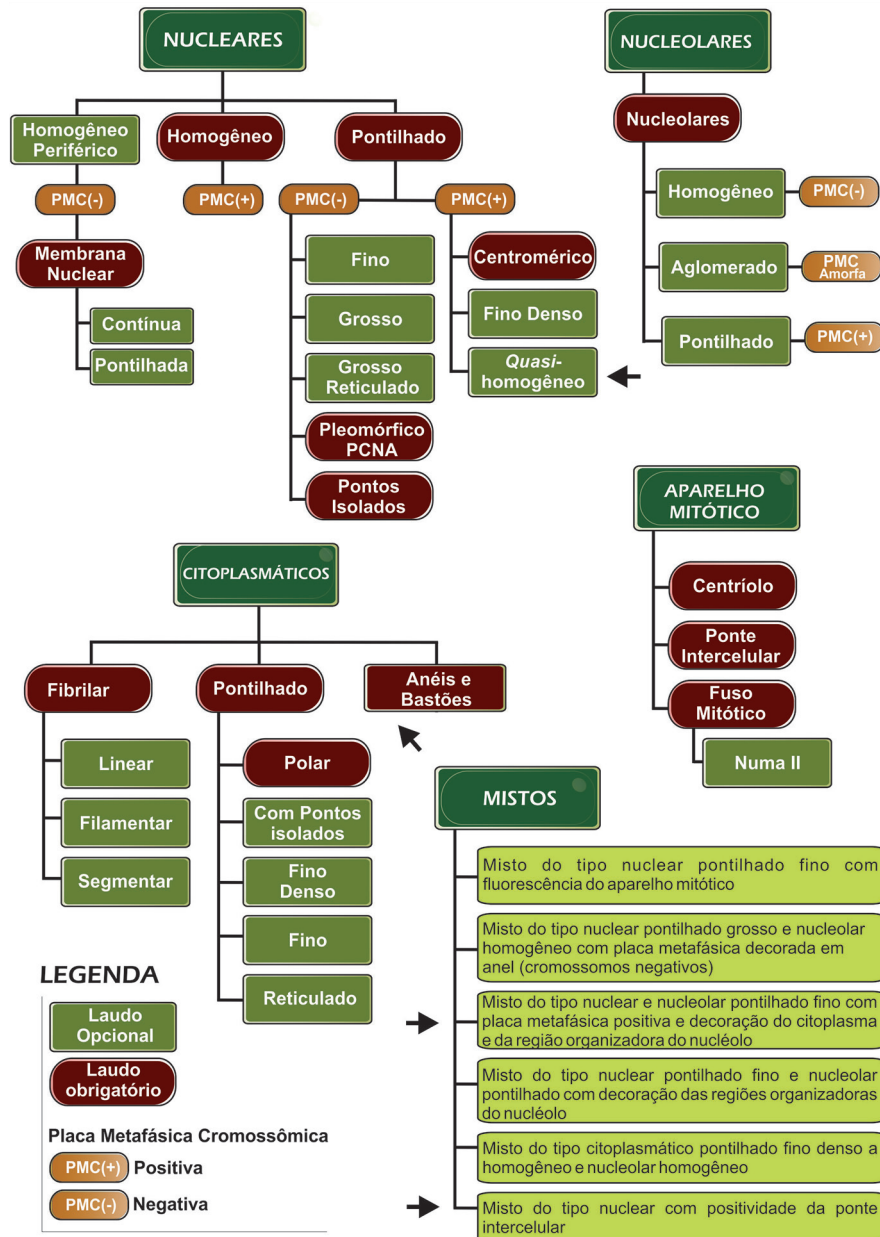 NUCLEARES
Homogêneo
Periférico
PMC(-)
Membrana
Nuclear
Contínua
Pontilhada
Homogêneo
PMC(+)
Pontilhado
PMC(-)
Fino
Grosso
Grosso
Reticulado
Pleomórfico
PCNA
Pontos
Isolados
PMC(+)
Centromérico
Fino Denso
Quasi-
homogêneo
NUCLEOLARES
Nucleolares
Homogêneo
PMC(-)
Aglomerado
PMC
Amorfa
Pontilhado
PMC(+)
APARELHO
MITÓTICO
Centríolo
Ponte
Intercelular
Fuso
Mitótico
Numa II
CITOPLASMÁTICOS
Fibrilar
Linear
Filamentar
Segmentar
Pontilhado
Polar
Com Pontos
isolados
Fino
Denso
Fino
Reticulado
Anéis e
Bastões
MISTOS
Misto do tipo nuclear pontilhado fino com
fluorescência do aparelho mitótico
Misto do tipo nuclear pontilhado grosso e nucleolar
homogêneo com placa metafásica decorada em
anel (cromossomos negativos)
Misto do tipo nuclear e nucleolar pontilhado fino com
placa metafásica positiva e decoração do citoplasma
e da região organizadora do nucléolo
Misto do tipo nuclear pontilhado fino e nucleolar
pontilhado com decoração das regiões organizadoras
do nucléolo
Misto do tipo citoplasmático pontilhado fino denso a
homogêneo e nucleolar homogêneo
Misto do tipo nuclear com positividade da ponte
intercelular
LEGENDA
Laudo
Opcional
Laudo
obrigatório
Placa Metafásica Cromossômica
PMC(+) Positiva
PMC(-) Negativa